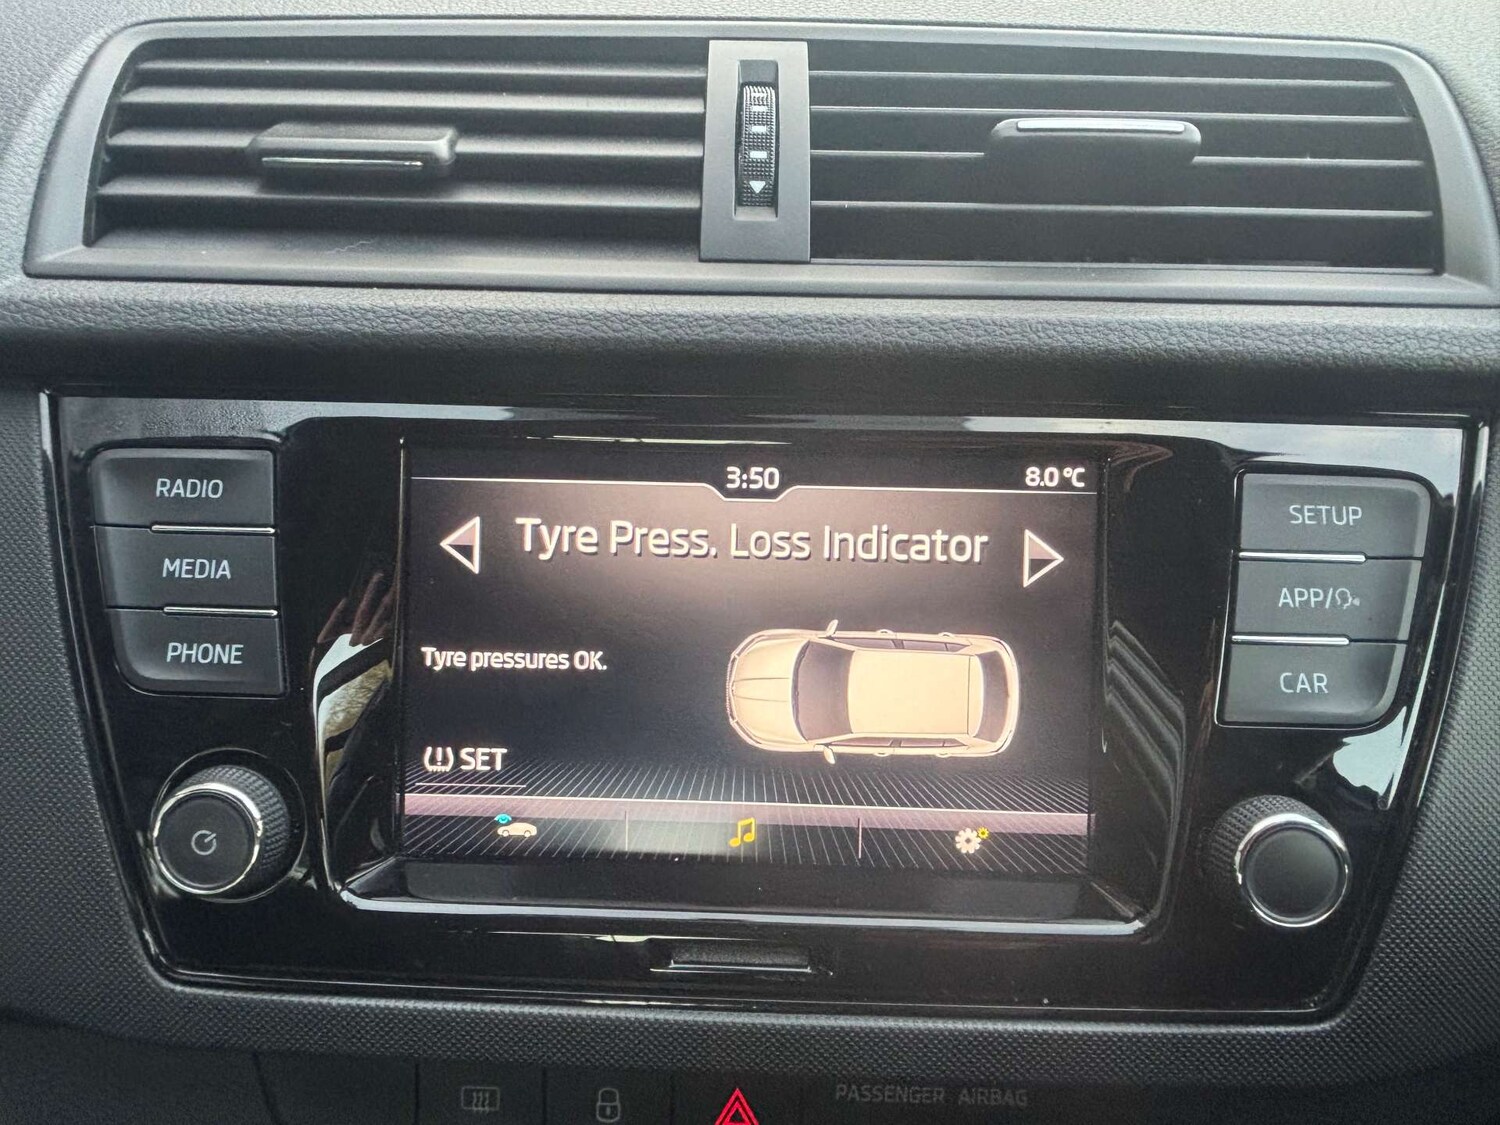 3:50
8.0°C
Tyre Press. Loss Indicator
Tyre pressures OK.
SET
RADIO
MEDIA
PHONE
SETUP
APP/
CAR
PASSENGER AIRBAG